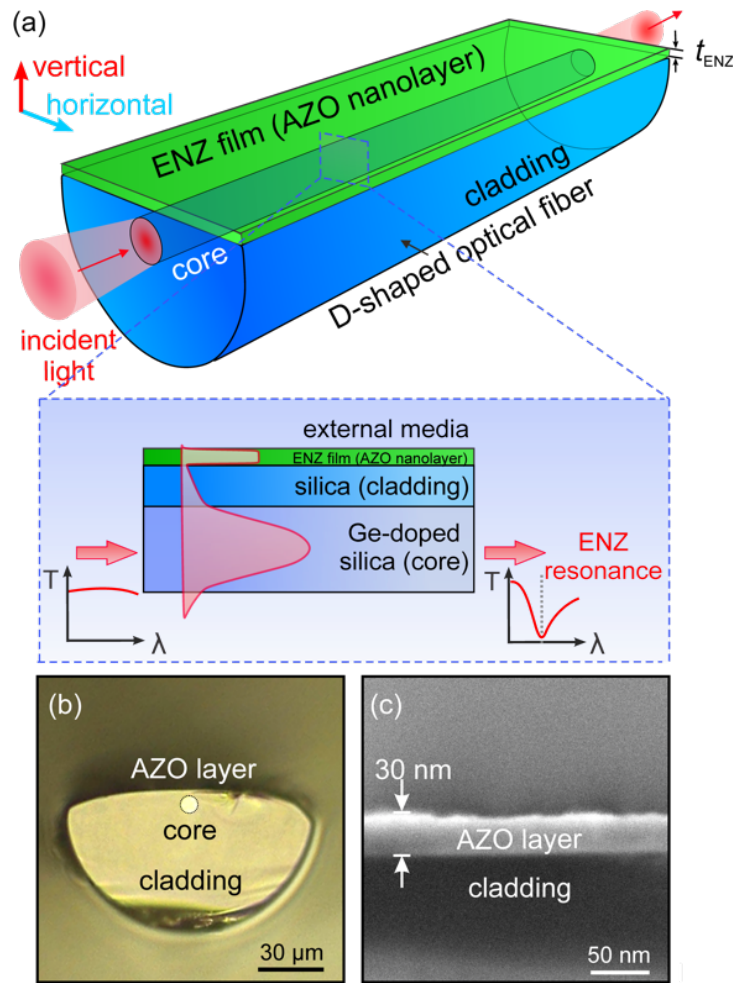 (a)
vertical
horizontal
ENZ film (AZO nanolayer)
t_ENZ
core
cladding
D-shaped optical fiber
incident
light
external media
ENZ film (AZO nanolayer)
silica (cladding)
Ge-doped
silica (core)
T
λ
ENZ
resonance
T
λ
(b)
AZO layer
core
cladding
30 μm
(c)
30 nm
AZO layer
cladding
50 nm